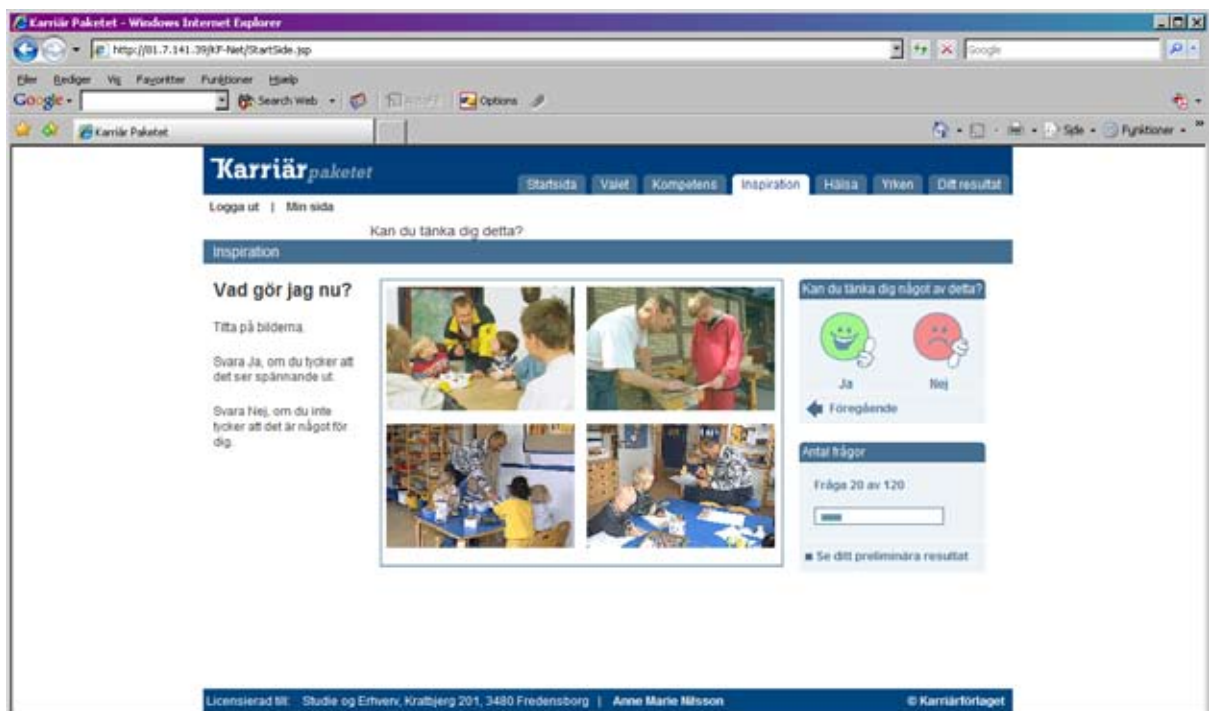 Karriär Paketet - Windows Internet Explorer
http://81.7.141.39/KF-Net/StartSide.jsp
Google
Filer Rediger Vis Favoritter Funktioner Hjælp
Google Search Web Options
Karriär Paketet Side Funktioner
Karriärpaketet
Startsida Valet Kompetens Inspiration Hälsa Yrken Ditt resultat
Logga ut | Min sida
Kan du tänka dig detta?
Inspiration
Vad gör jag nu?
Titta på bilderna.
Svara Ja, om du tycker att
det ser spännande ut.
Svara Nej, om du inte
tycker att det är något för
dig.
Kan du tänka dig något av detta?
Ja Nej
Föregående
Antal frågor
Fråga 20 av 120
Se ditt preliminära resultat
Licensierad till: Studie og Erhverv, Kratbjerg 201, 3480 Fredensborg | Anne Marie Nilsson © Karriärförlaget